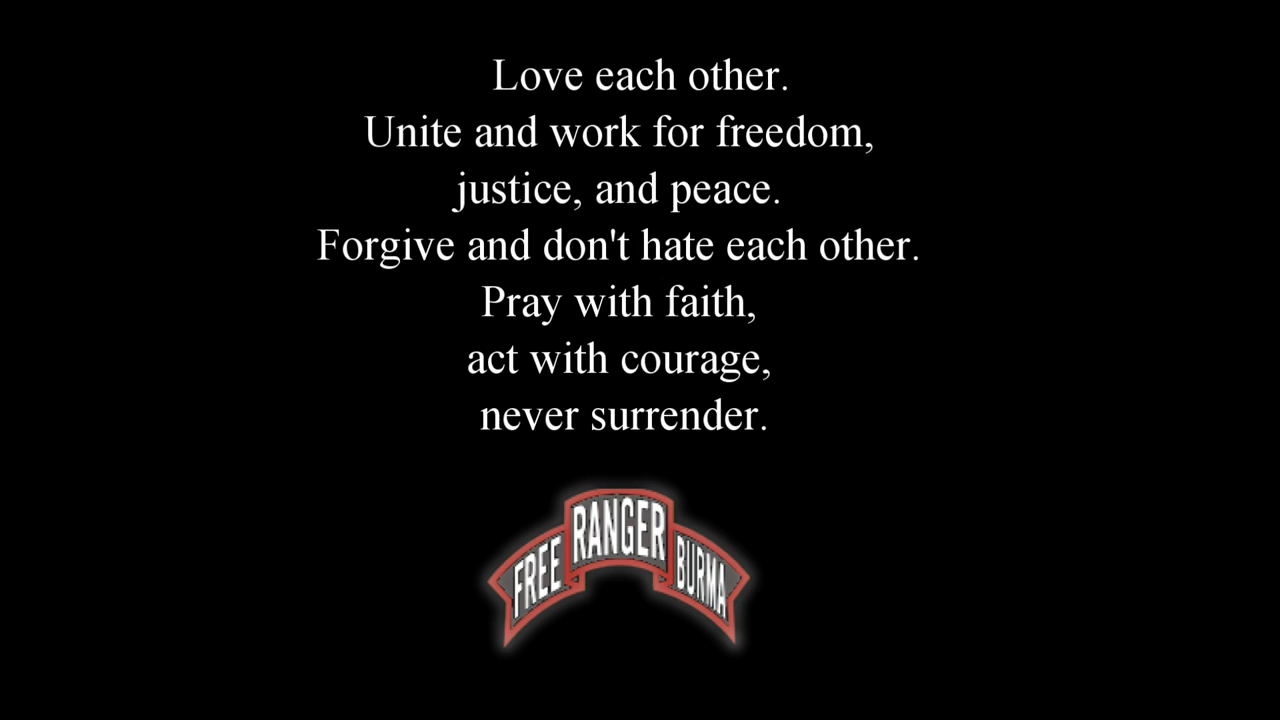 Love each other.
Unite and work for freedom,
justice, and peace.
Forgive and don't hate each other.
Pray with faith,
act with courage,
never surrender.
FREE RANGER BURMA